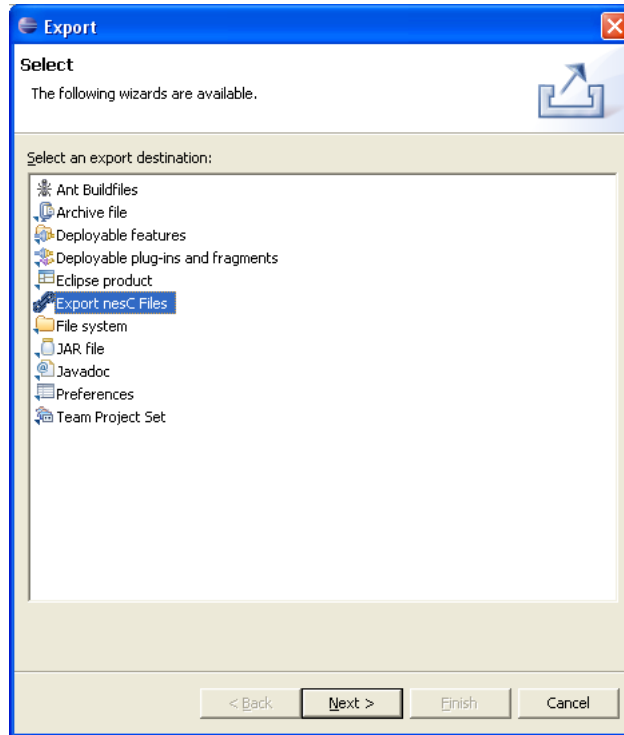 Export
Select
The following wizards are available.
Select an export destination:
Ant Buildfiles
Archive file
Deployable features
Deployable plug-ins and fragments
Eclipse product
Export nesC Files
File system
JAR file
Javadoc
Preferences
Team Project Set
< Back Next > Finish Cancel